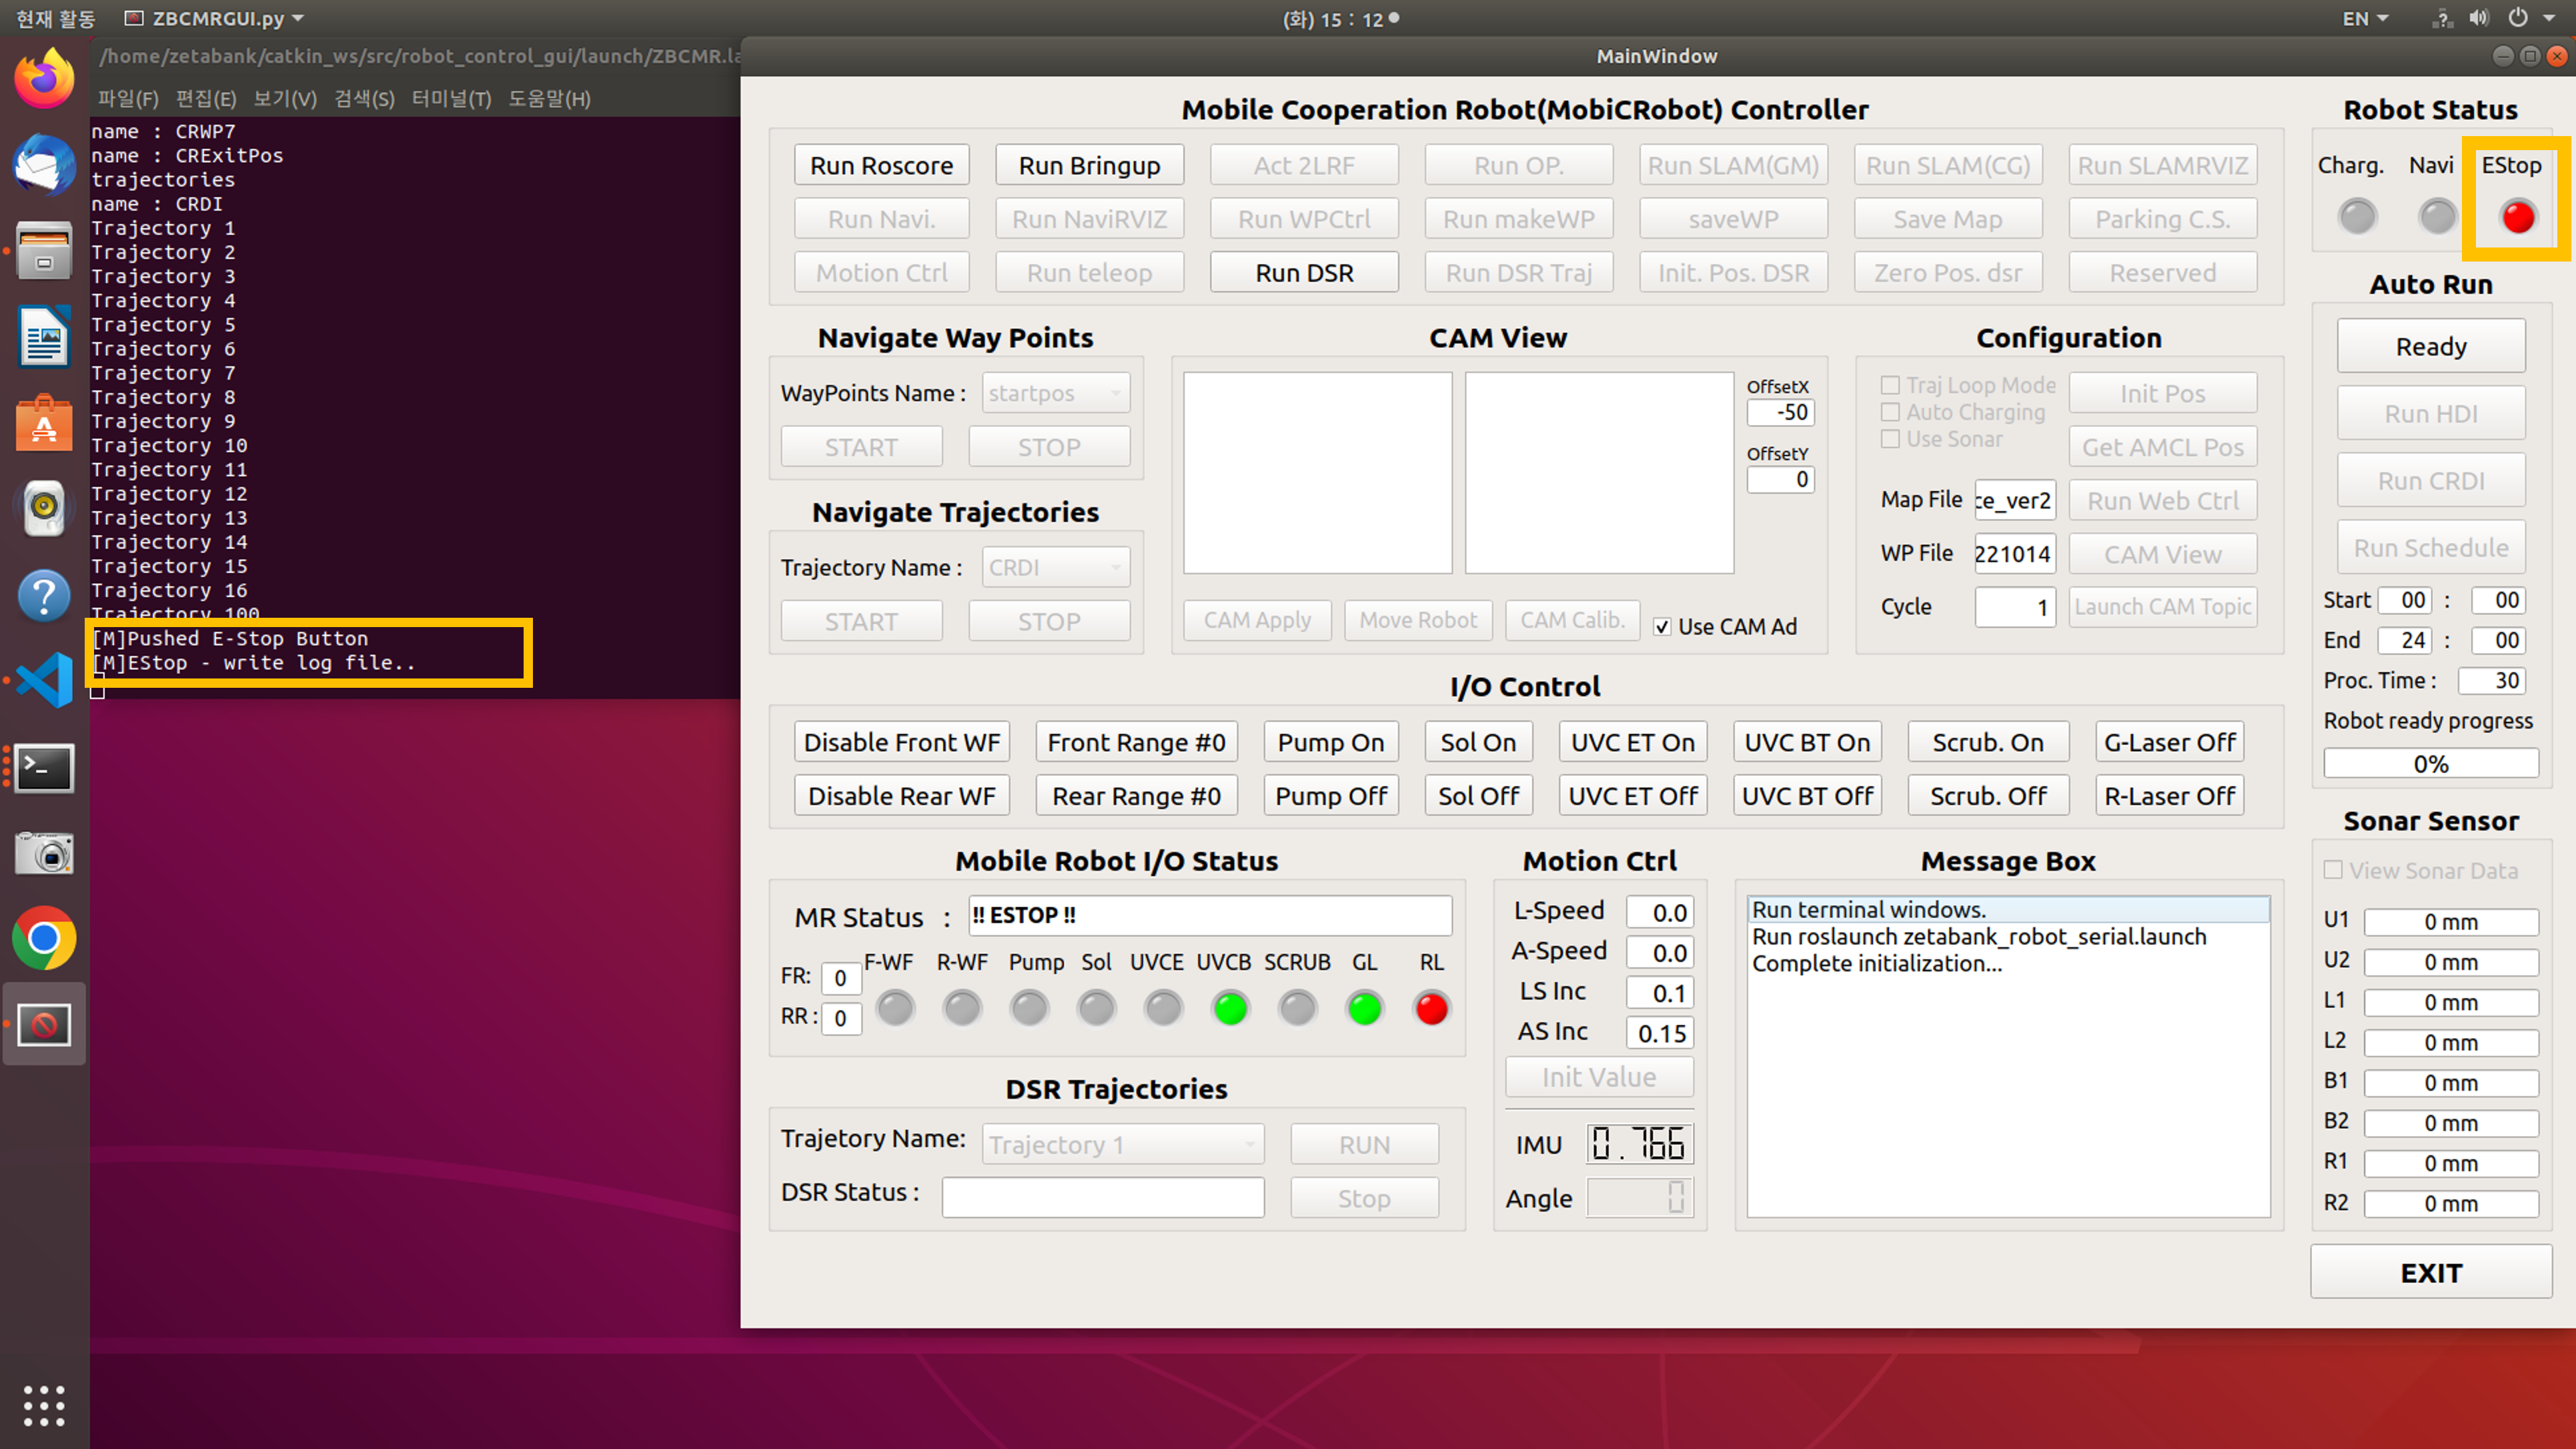 현재 활동
ZBCMRGUI.py
(화) 15 : 12
EN
/home/zetabank/catkin_ws/src/robot_control_gui/launch/ZBCMR.la
파일(F) 편집(E) 보기(V) 검색(S) 터미널(T) 도움말(H)
name : CRWP7
name : CRExitPos
trajectories
name : CRDI
Trajectory 1
Trajectory 2
Trajectory 3
Trajectory 4
Trajectory 5
Trajectory 6
Trajectory 7
Trajectory 8
Trajectory 9
Trajectory 10
Trajectory 11
Trajectory 12
Trajectory 13
Trajectory 14
Trajectory 15
Trajectory 16
Trajectory 100
[M]Pushed E-Stop Button
[M]EStop - write log file..
MainWindow
Mobile Cooperation Robot(MobiCRobot) Controller
Run Roscore Run Bringup Act 2LRF Run OP. Run SLAM(GM) Run SLAM(CG) Run SLAMRVIZ
Run Navi. Run NaviRVIZ Run WPCtrl Run makeWP saveWP Save Map Parking C.S.
Motion Ctrl Run teleop Run DSR Run DSR Traj Init. Pos. DSR Zero Pos. dsr Reserved
Navigate Way Points
WayPoints Name : startpos
START STOP
Navigate Trajectories
Trajectory Name : CRDI
START STOP
CAM View
OffsetX
-50
OffsetY
0
CAM Apply Move Robot CAM Calib. Use CAM Ad
Configuration
Traj Loop Mode
Auto Charging
Use Sonar
Init Pos
Get AMCL Pos
Map File ce_ver2 Run Web Ctrl
WP File 221014 CAM View
Cycle 1 Launch CAM Topic
I/O Control
Disable Front WF Front Range #0 Pump On Sol On UVC ET On UVC BT On Scrub. On G-Laser Off
Disable Rear WF Rear Range #0 Pump Off Sol Off UVC ET Off UVC BT Off Scrub. Off R-Laser Off
Mobile Robot I/O Status
MR Status : !! ESTOP !!
F-WF R-WF Pump Sol UVCE UVCB SCRUB GL RL
FR: 0
RR : 0
DSR Trajectories
Trajetory Name: Trajectory 1 RUN
DSR Status : Stop
Motion Ctrl
L-Speed 0.0
A-Speed 0.0
LS Inc 0.1
AS Inc 0.15
Init Value
IMU 0.766
Angle 0
Message Box
Run terminal windows.
Run roslaunch zetabank_robot_serial.launch
Complete initialization...
Robot Status
Charg. Navi EStop
Auto Run
Ready
Run HDI
Run CRDI
Run Schedule
Start 00 : 00
End 24 : 00
Proc. Time : 30
Robot ready progress
0%
Sonar Sensor
View Sonar Data
U1 0 mm
U2 0 mm
L1 0 mm
L2 0 mm
B1 0 mm
B2 0 mm
R1 0 mm
R2 0 mm
EXIT